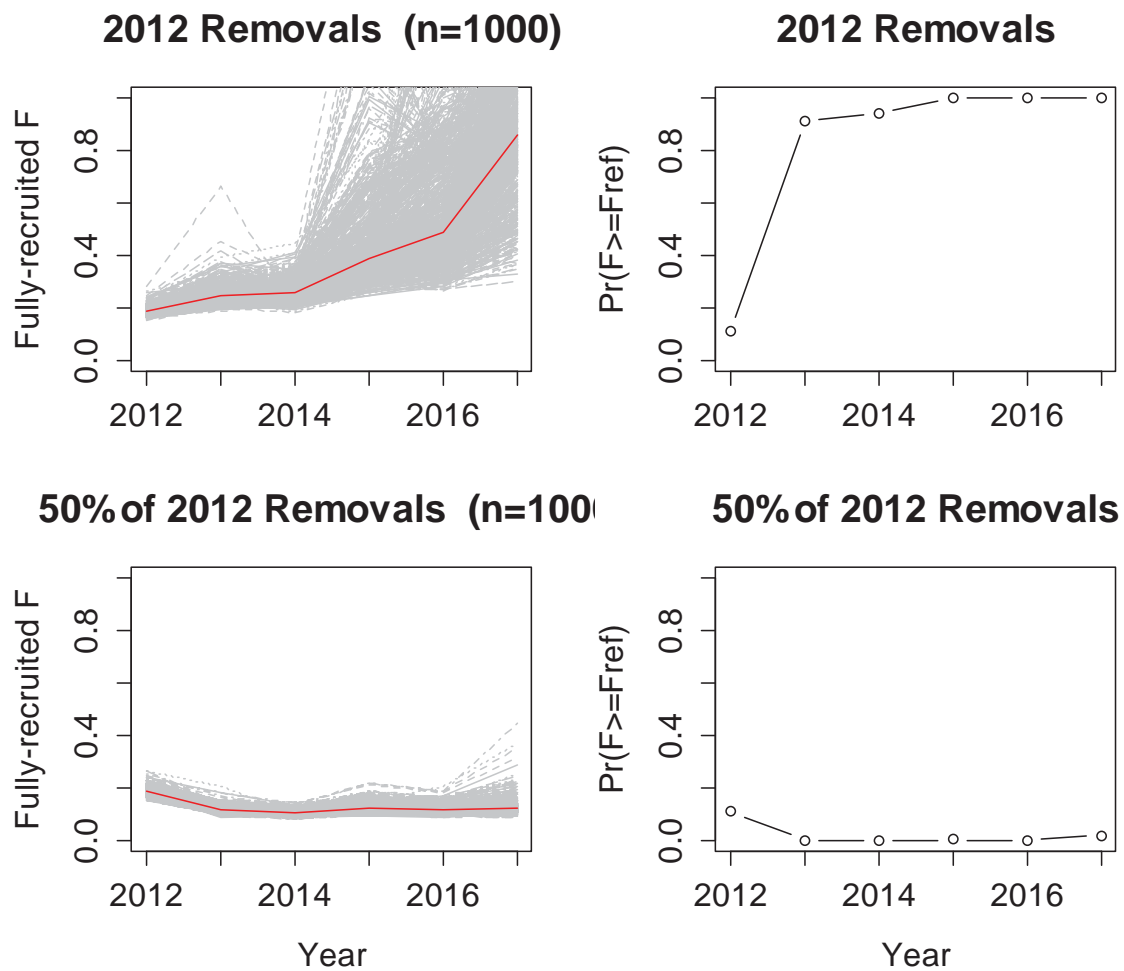 2012 Removals (n=1000)
Fully-recruited F
0.8
0.4
0.0
2012 2014 2016
2012 Removals
Pr(F>=Fref)
0.8
0.4
0.0
2012 2014 2016
50% of 2012 Removals (n=100
Fully-recruited F
0.8
0.4
0.0
2012 2014 2016
Year
50% of 2012 Removals
Pr(F>=Fref)
0.8
0.4
0.0
2012 2014 2016
Year